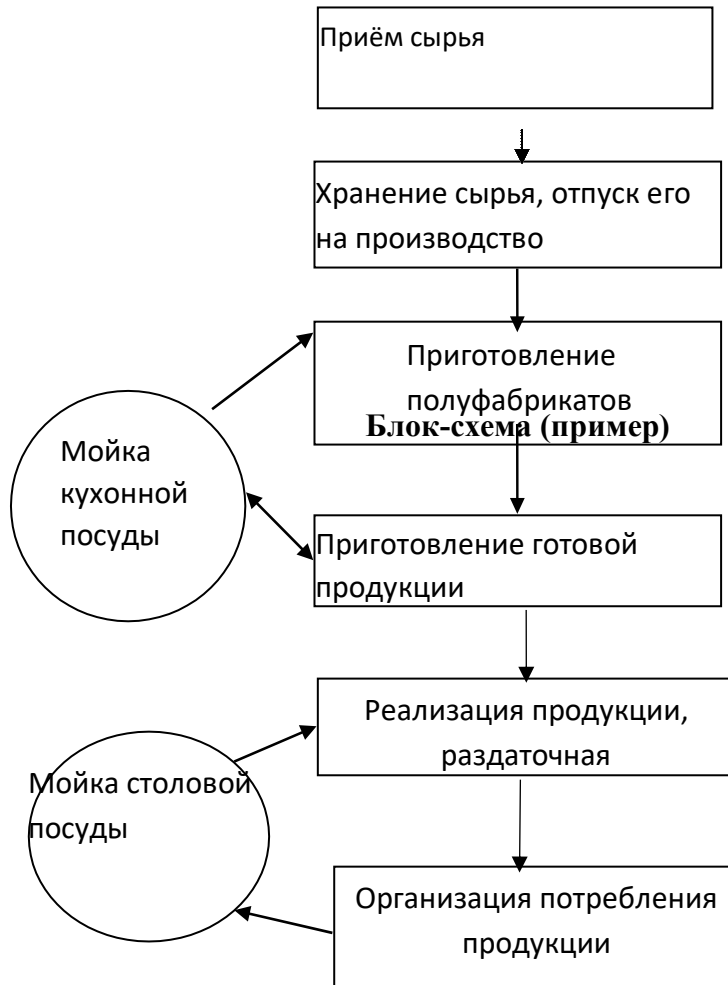 Приём сырья
Хранение сырья, отпуск его
на производство
Приготовление
полуфабрикатов
Блок-схема (пример)
Мойка
кухонной
посуды
Приготовление готовой
продукции
Реализация продукции,
раздаточная
Мойка столовой
посуды
Организация потребления
продукции